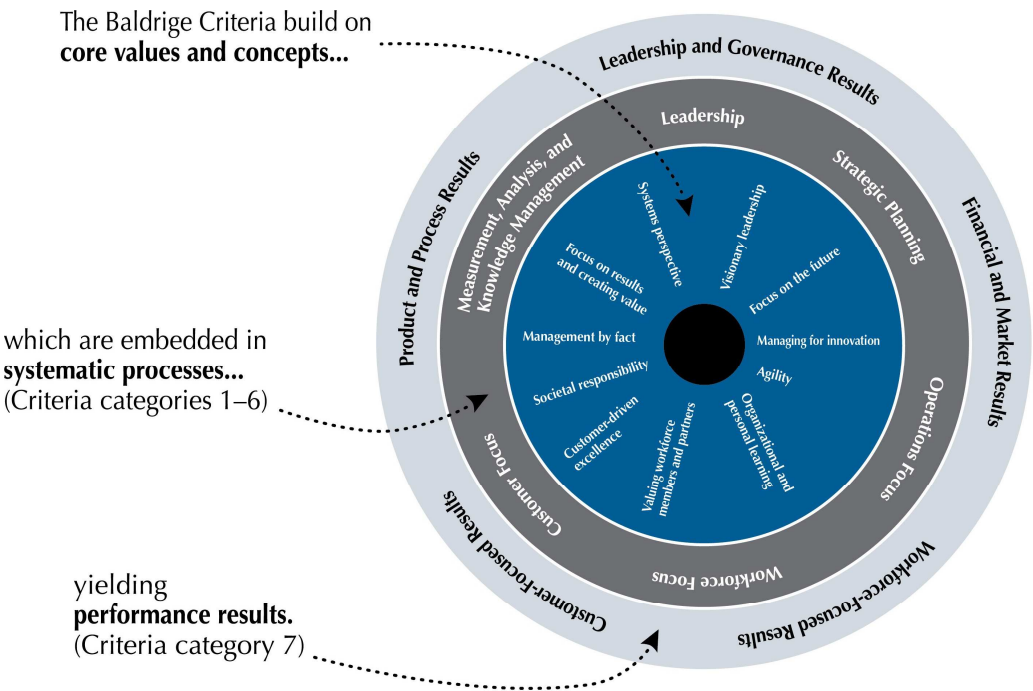 The Baldrige Criteria build on
core values and concepts...
which are embedded in
systematic processes...
(Criteria categories 1–6)
yielding
performance results.
(Criteria category 7)
Leadership and Governance Results
Financial and Market Results
Workforce-Focused Results
Customer-Focused Results
Product and Process Results
Leadership
Strategic Planning
Operations Focus
Workforce Focus
Customer Focus
Measurement, Analysis, and
Knowledge Management
Systems perspective
Visionary leadership
Focus on the future
Managing for innovation
Agility
Organizational and
personal learning
Valuing workforce
members and partners
Customer-driven
excellence
Societal responsibility
Management by fact
Focus on results
and creating value